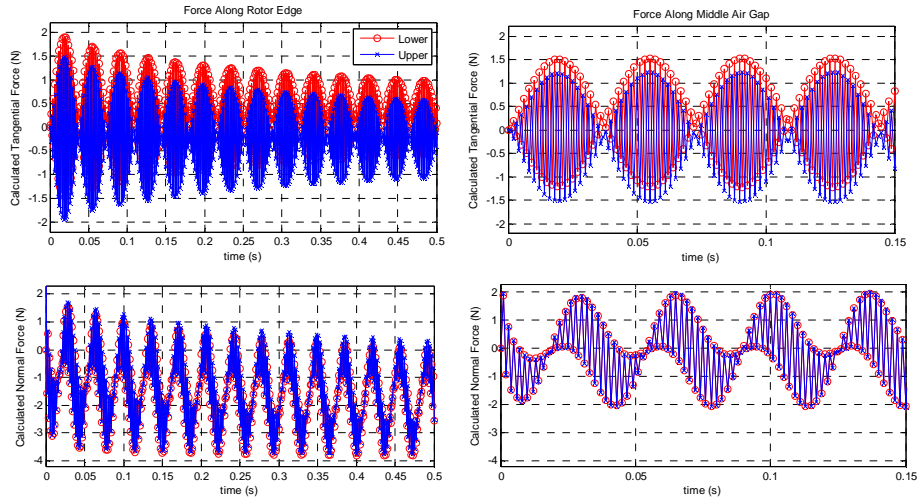 Force Along Rotor Edge
Calculated Tangential Force (N)
2
1.5
1
0.5
0
-0.5
-1
-1.5
-2
0 0.05 0.1 0.15 0.2 0.25 0.3 0.35 0.4 0.45 0.5
time (s)
Lower
Upper
Force Along Middle Air Gap
Calculated Tangential Force (N)
2
1.5
1
0.5
0
-0.5
-1
-1.5
-2
0 0.05 0.1 0.15
time (s)
Calculated Normal Force (N)
2
1
0
-1
-2
-3
-4
0 0.05 0.1 0.15 0.2 0.25 0.3 0.35 0.4 0.45 0.5
time (s)
Calculated Normal Force (N)
2
1
0
-1
-2
-3
-4
0 0.05 0.10 0.15
time (s)